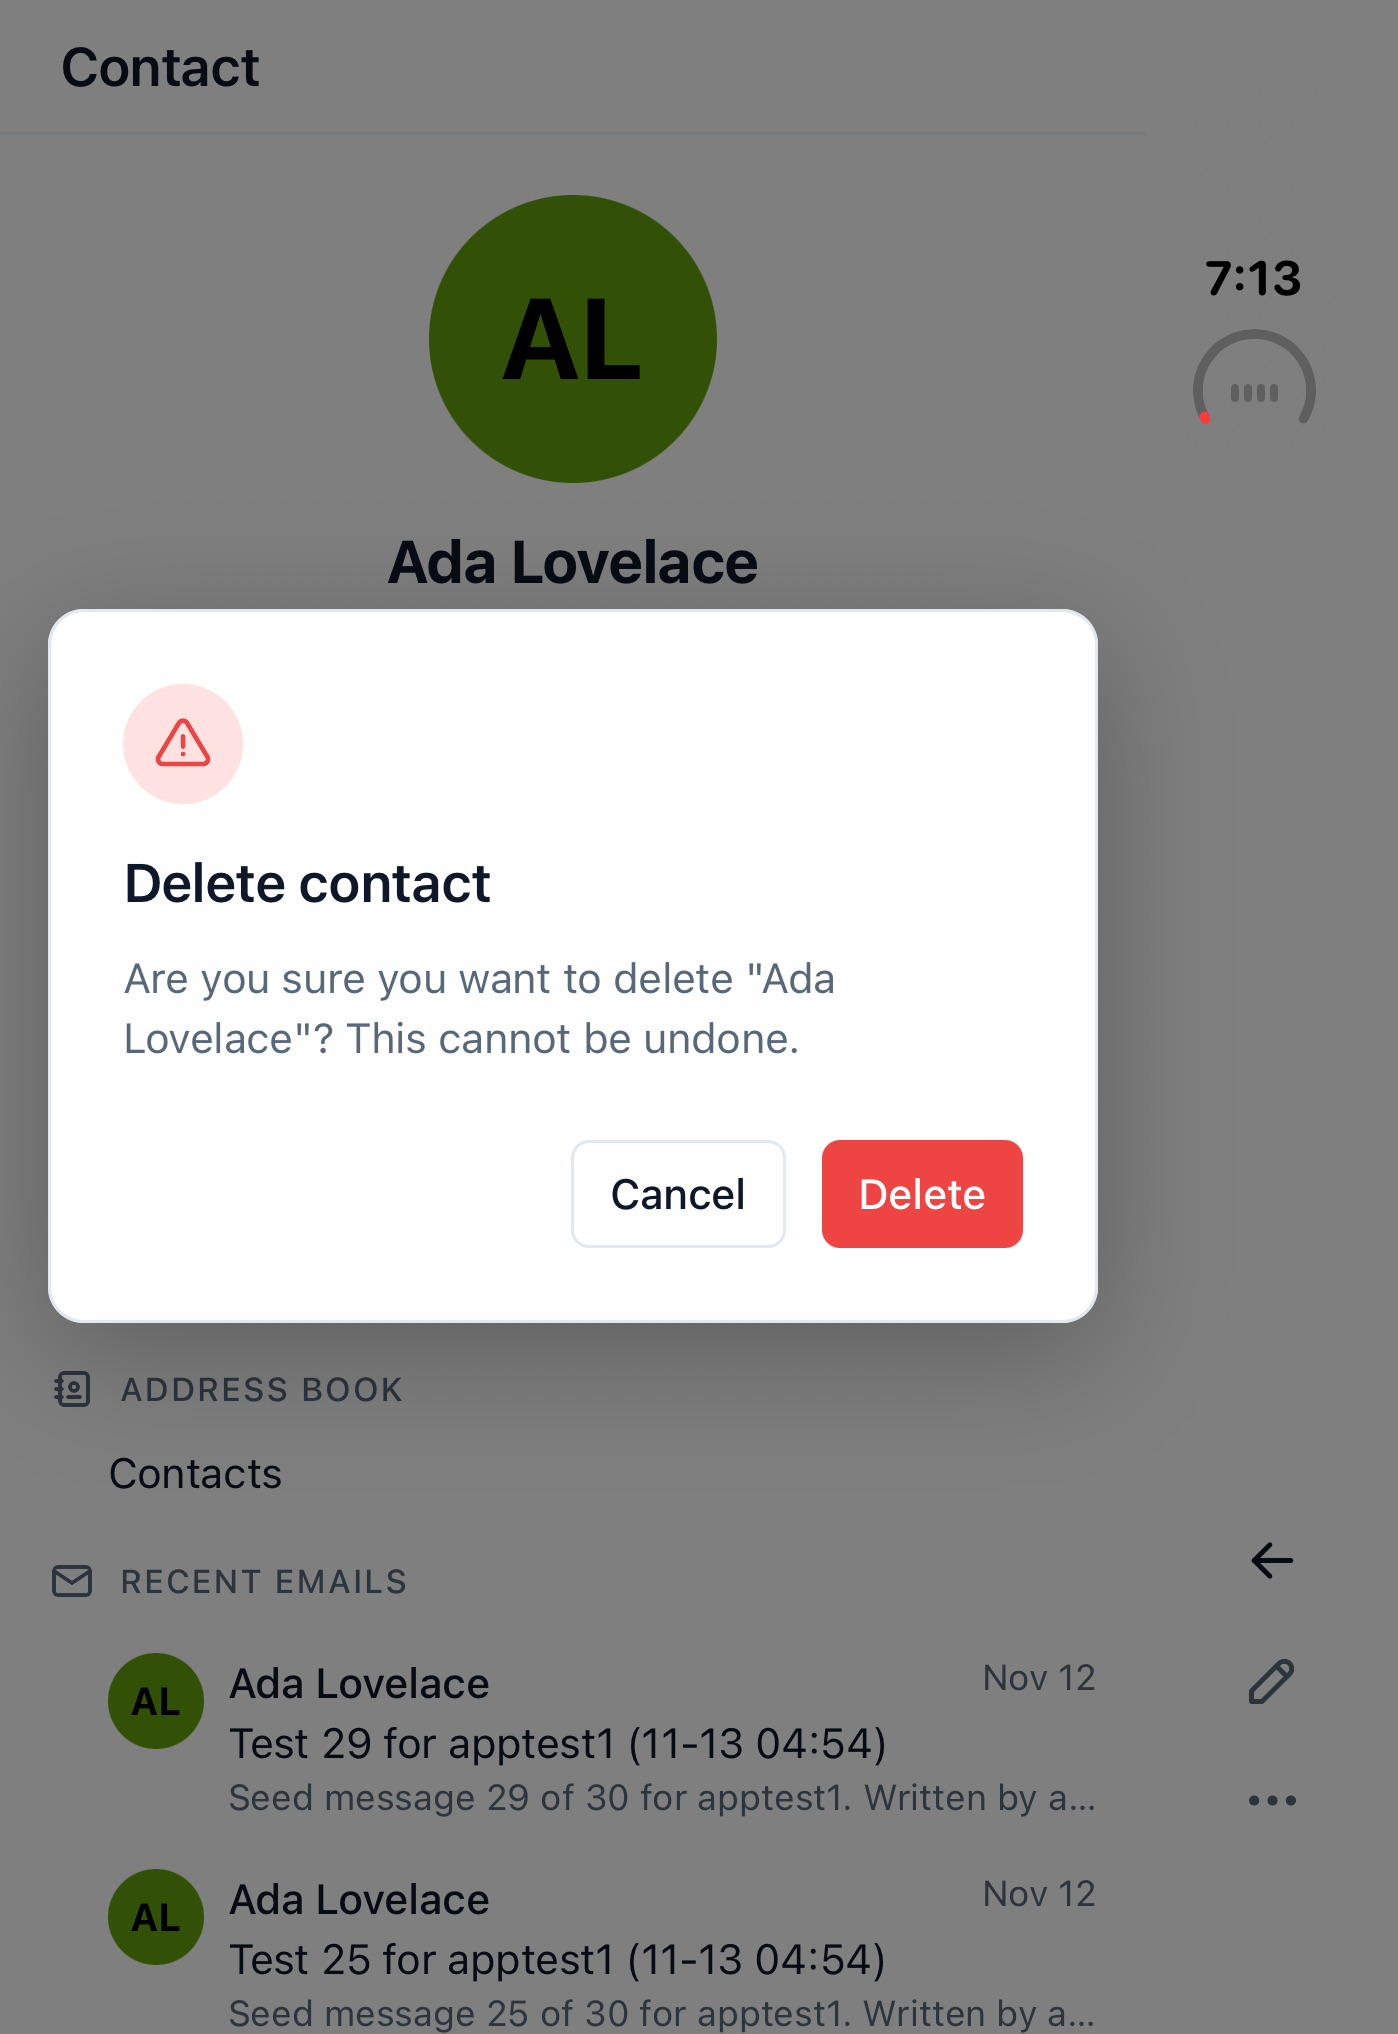 Contact
7:13
AL
Ada Lovelace
Delete contact
Are you sure you want to delete "Ada
Lovelace"? This cannot be undone.
Cancel
Delete
ADDRESS BOOK
Contacts
RECENT EMAILS
AL
Ada Lovelace
Nov 12
Test 29 for apptest1 (11-13 04:54)
Seed message 29 of 30 for apptest1. Written by a...
AL
Ada Lovelace
Nov 12
Test 25 for apptest1 (11-13 04:54)
Seed message 25 of 30 for apptest1. Written by a...